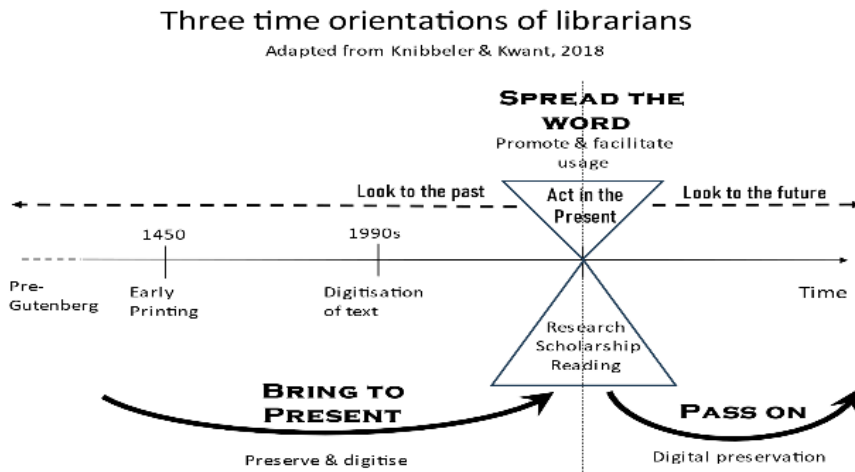 Three time orientations of librarians
Adapted from Knibbeler & Kwant, 2018
SPREAD THE
WORD
Promote & facilitate
usage
Look to the past
Act in the
Present
Look to the future
1450
1990s
Pre-
Gutenberg
Early
Printing
Digitisation
of text
Time
Research
Scholarship
Reading
BRING TO
PRESENT
Preserve & digitise
PASS ON
Digital preservation